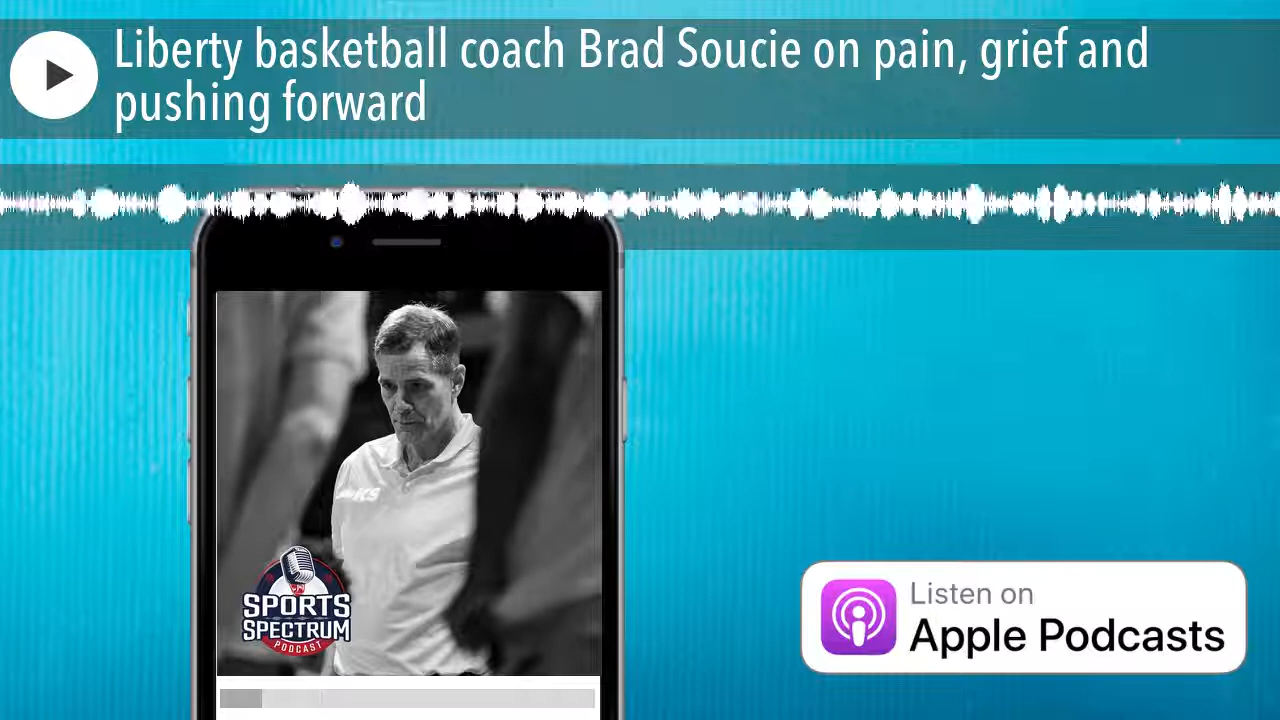 Liberty basketball coach Brad Soucie on pain, grief and
pushing forward
SPORTS
SPECTRUM
PODCAST
Listen on
Apple Podcasts